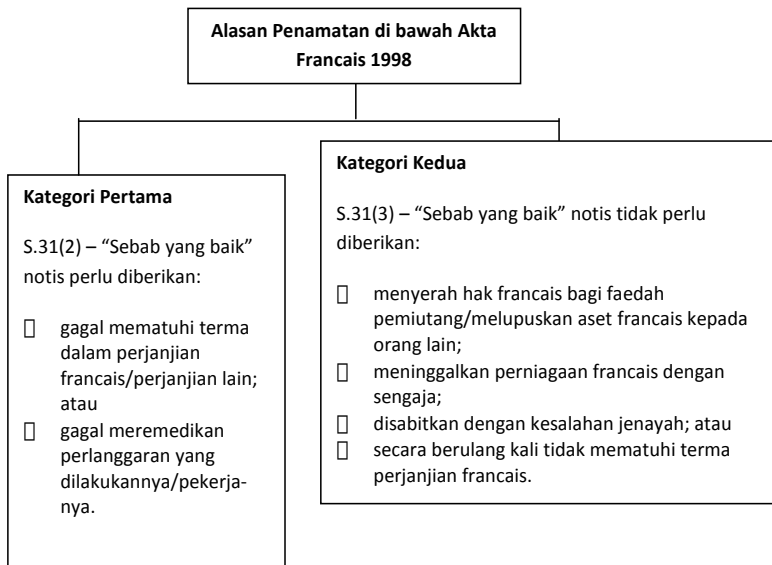 Alasan Penamatan di bawah Akta
Francais 1998
Kategori Pertama
S.31(2) – “Sebab yang baik”
notis perlu diberikan:
gagal mematuhi terma
dalam perjanjian
francais/perjanjian lain;
atau
gagal meremedikan
perlanggaran yang
dilakukannya/pekerja-
nya.
Kategori Kedua
S.31(3) – “Sebab yang baik” notis tidak perlu
diberikan:
menyerah hak francais bagi faedah
pemiutang/melupuskan aset francais kepada
orang lain;
meninggalkan perniagaan francais dengan
sengaja;
disabitkan dengan kesalahan jenayah; atau
secara berulang kali tidak mematuhi terma
perjanjian francais.